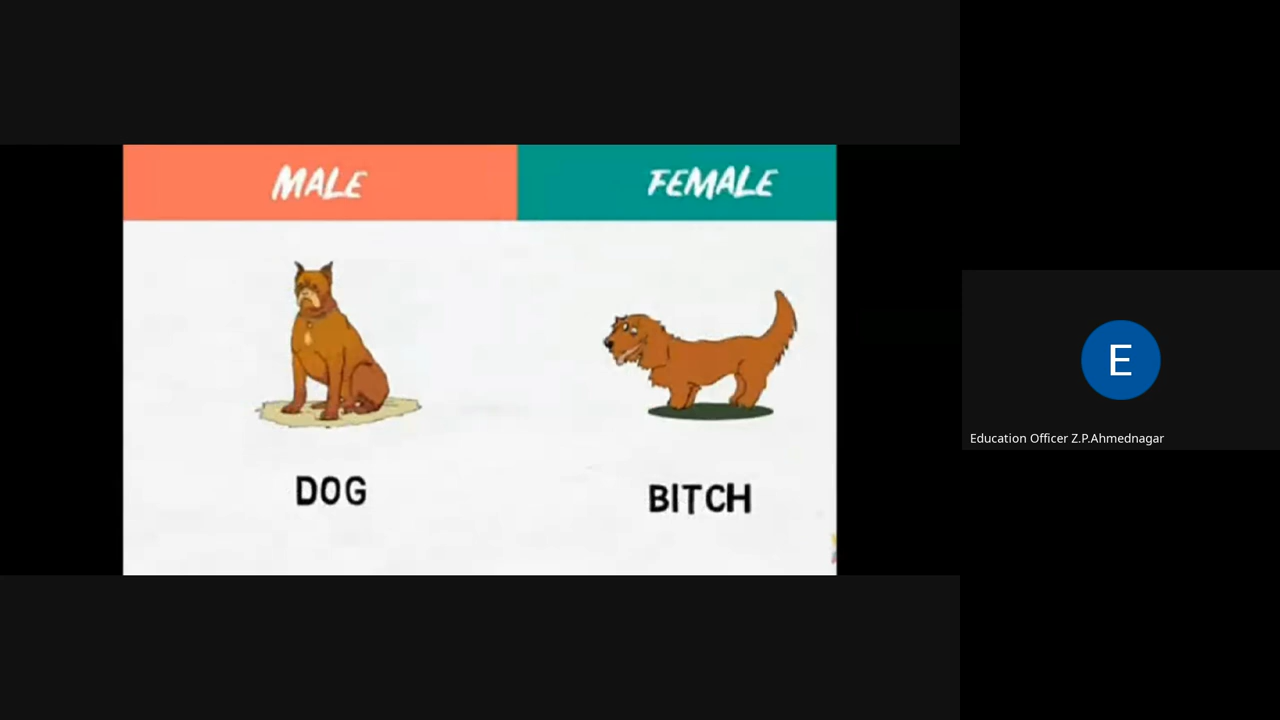 MALE
FEMALE
DOG
BITCH
E
Education Officer Z.P.Ahmednagar